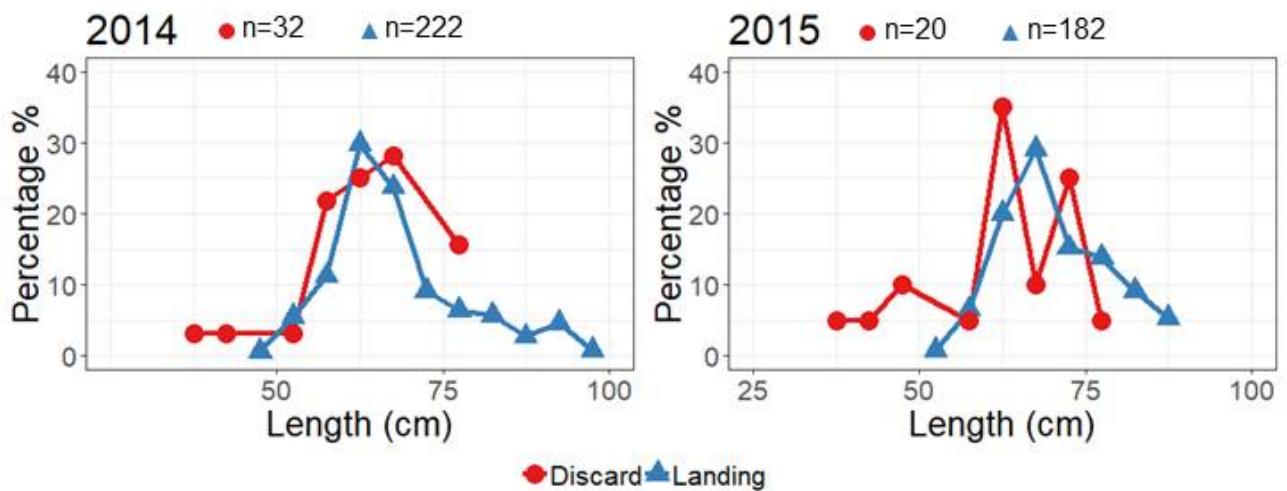 2014 n=32 n=222
2015 n=20 n=182
Percentage %
40
30
20
10
0
50 75 100
Length (cm)
Percentage %
40
30
20
10
0
25 50 75 100
Length (cm)
Discard Landing